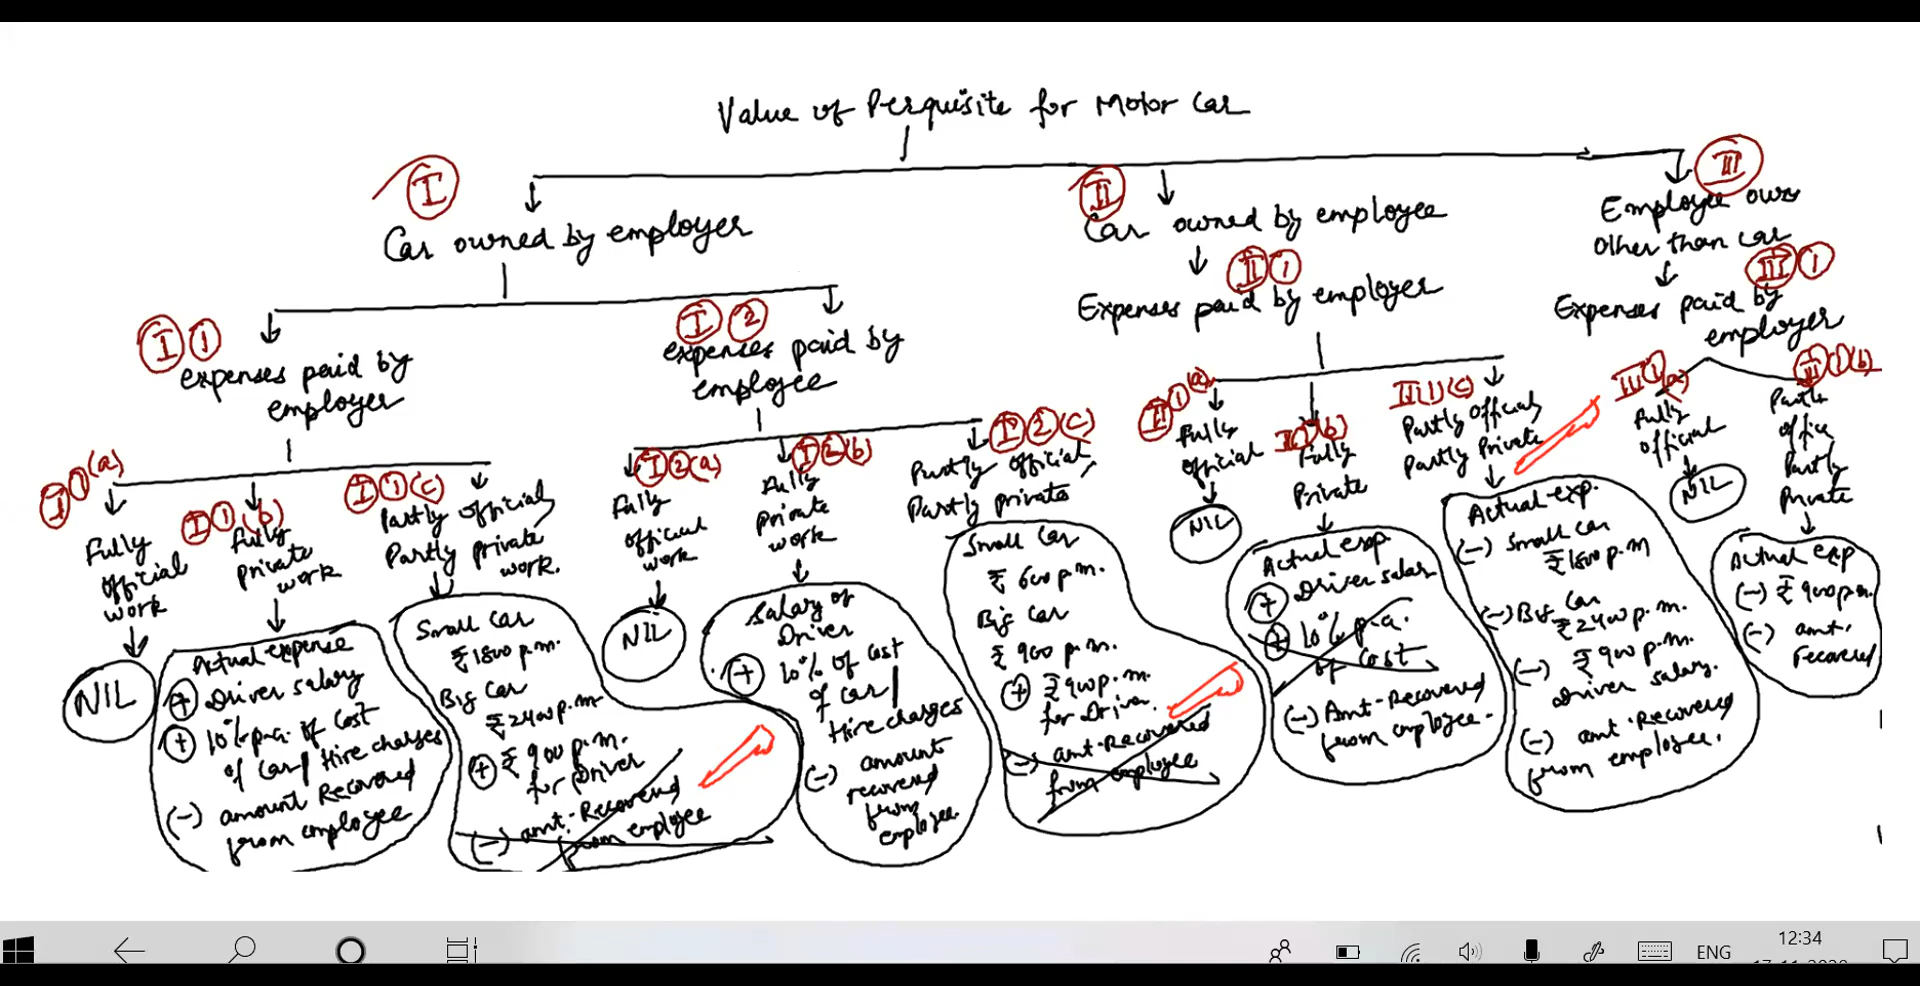 Value of Perquisite for Motor Car
I
Car owned by employer
I 1
expenses paid by
employer
I 1 (a)
Fully
official
work
NIL
I 1 (b)
Fully
private
work
Actual expense
+ Driver salary
+ 10% p.a. of cost
of car / Hire charges
(-) amount Recovered
from employee
I 1 (c)
Partly official,
Partly private
work.
Small Car
₹ 1800 p.m.
Big Car
₹ 2400 p.m.
+ ₹ 900 p.m.
for Driver
(-) amt. Recovered
from employee
I 2
expenses paid by
employee
I 2 (a)
Fully
official
work
NIL
I 2 (b)
Fully
private
work
Salary of
Driver
+ 10% of cost
of car /
Hire charges
(-) amount
recovered
from
employee.
I 2 (c)
Partly official,
Partly private
Small Car
₹ 600 p.m.
Big Car
₹ 900 p.m.
+ ₹ 900 p.m.
for Driver.
(-) amt. Recovered
from employee
II
Car owned by employee
II 1
Expenses paid by employer
II 1 (a)
Fully
official
NIL
II 1 (b)
Fully
Private
Actual exp
+ Driver salary
+ 10% p.a.
of cost
(-) Amt. Recovered
from employee.
II 1 (c)
Partly official
Partly Private
Actual exp.
(-) Small Car
₹ 1800 p.m
(-) Big Car
₹ 2400 p.m.
(-) ₹ 900 p.m.
Driver salary.
(-) amt. Recovered
from employee.
III
Employee own
other than car
III 1
Expenses paid by
employer
III 1 (a)
Fully
official
NIL
III 1 (b)
Partly
office
Partly
Private
Actual exp
(-) ₹ 900 p.m.
(-) amt.
recovered
ENG
12:34